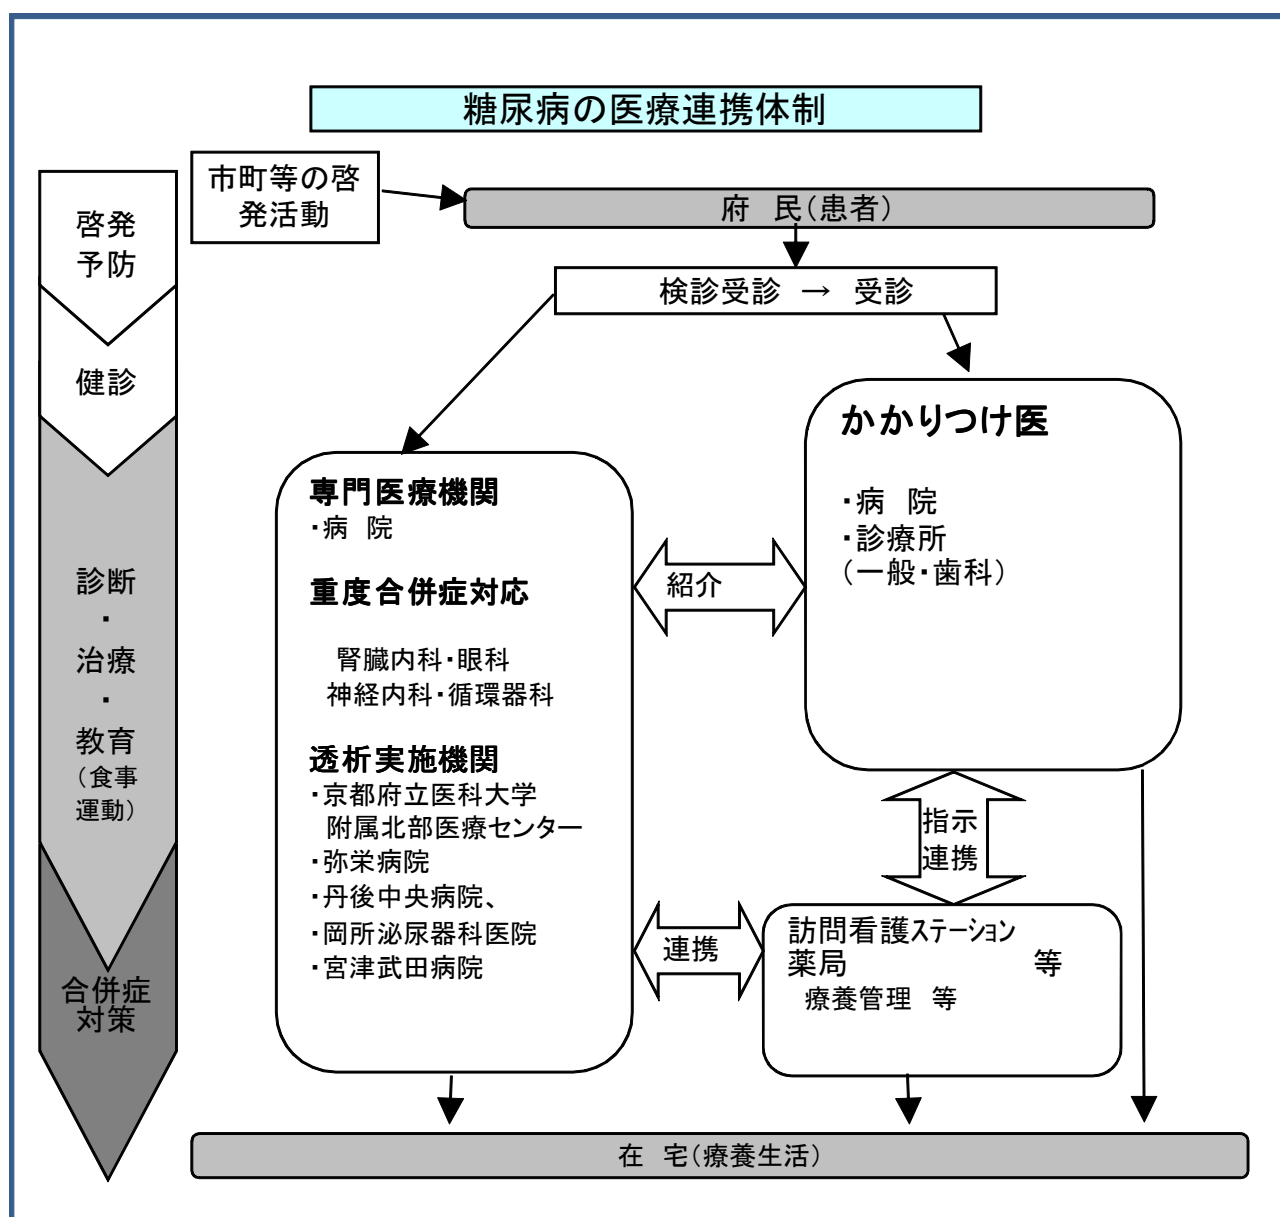 糖尿病の医療連携体制
市町等の啓
発活動
府　民（患者）
検診受診 → 受診
啓発
予防
健診
診断
・
治療
・
教育
（食事
運動）
合併症
対策
専門医療機関
・病　院
重度合併症対応
腎臓内科・眼科
神経内科・循環器科
透析実施機関
・京都府立医科大学
附属北部医療センター
・弥栄病院
・丹後中央病院、
・岡所泌尿器科医院
・宮津武田病院
紹介
かかりつけ医
・病　院
・診療所
（一般・歯科）
指示
連携
連携
訪問看護ステーション
薬局　　　　　　　等
療養管理　等
在　宅（療養生活）